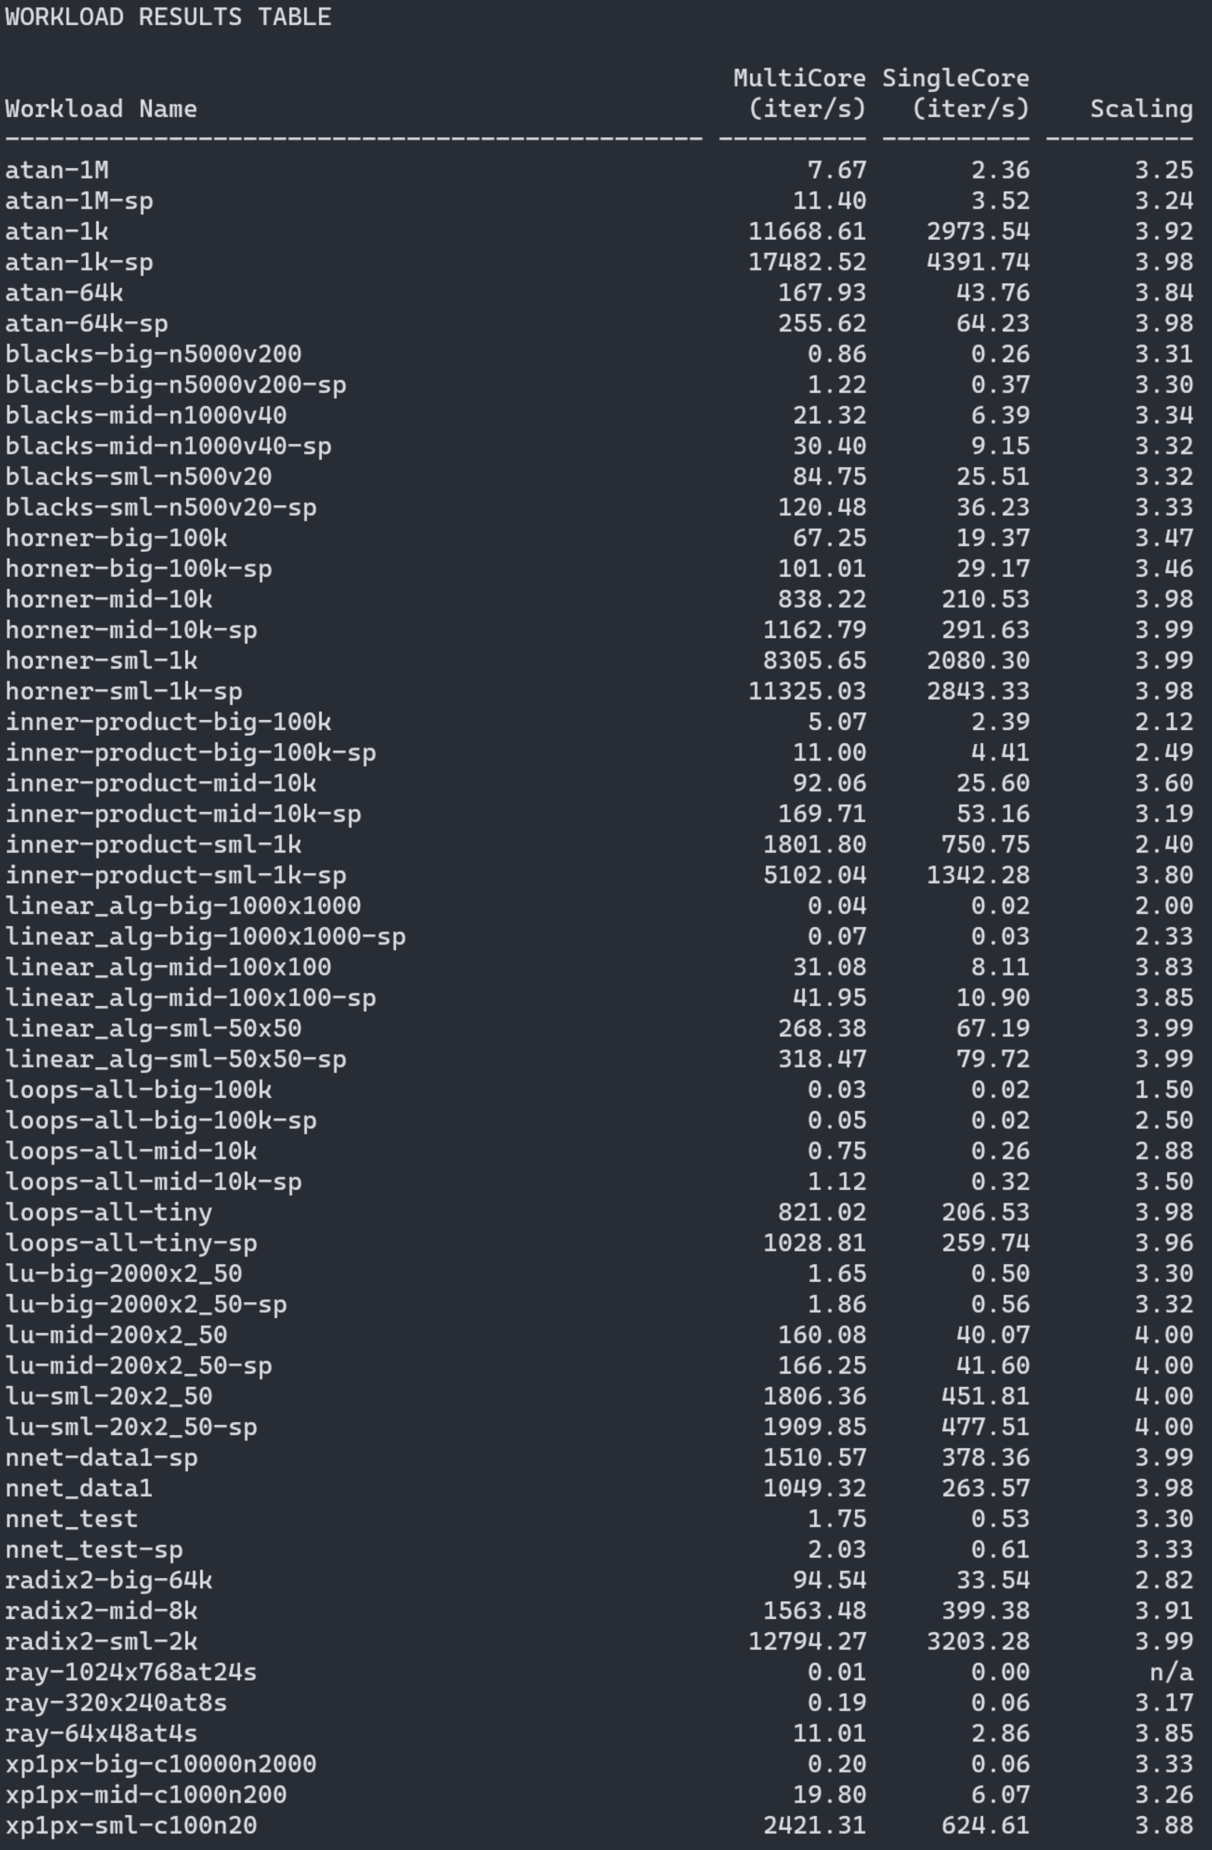 WORKLOAD RESULTS TABLE
MultiCore SingleCore
Workload Name (iter/s) (iter/s) Scaling
----------------------------------------------- ---------- ---------- ----------
atan-1M 7.67 2.36 3.25
atan-1M-sp 11.40 3.52 3.24
atan-1k 11668.61 2973.54 3.92
atan-1k-sp 17482.52 4391.74 3.98
atan-64k 167.93 43.76 3.84
atan-64k-sp 255.62 64.23 3.98
blacks-big-n5000v200 0.86 0.26 3.31
blacks-big-n5000v200-sp 1.22 0.37 3.30
blacks-mid-n1000v40 21.32 6.39 3.34
blacks-mid-n1000v40-sp 30.40 9.15 3.32
blacks-sml-n500v20 84.75 25.51 3.32
blacks-sml-n500v20-sp 120.48 36.23 3.33
horner-big-100k 67.25 19.37 3.47
horner-big-100k-sp 101.01 29.17 3.46
horner-mid-10k 838.22 210.53 3.98
horner-mid-10k-sp 1162.79 291.63 3.99
horner-sml-1k 8305.65 2080.30 3.99
horner-sml-1k-sp 11325.03 2843.33 3.98
inner-product-big-100k 5.07 2.39 2.12
inner-product-big-100k-sp 11.00 4.41 2.49
inner-product-mid-10k 92.06 25.60 3.60
inner-product-mid-10k-sp 169.71 53.16 3.19
inner-product-sml-1k 1801.80 750.75 2.40
inner-product-sml-1k-sp 5102.04 1342.28 3.80
linear_alg-big-1000x1000 0.04 0.02 2.00
linear_alg-big-1000x1000-sp 0.07 0.03 2.33
linear_alg-mid-100x100 31.08 8.11 3.83
linear_alg-mid-100x100-sp 41.95 10.90 3.85
linear_alg-sml-50x50 268.38 67.19 3.99
linear_alg-sml-50x50-sp 318.47 79.72 3.99
loops-all-big-100k 0.03 0.02 1.50
loops-all-big-100k-sp 0.05 0.02 2.50
loops-all-mid-10k 0.75 0.26 2.88
loops-all-mid-10k-sp 1.12 0.32 3.50
loops-all-tiny 821.02 206.53 3.98
loops-all-tiny-sp 1028.81 259.74 3.96
lu-big-2000x2_50 1.65 0.50 3.30
lu-big-2000x2_50-sp 1.86 0.56 3.32
lu-mid-200x2_50 160.08 40.07 4.00
lu-mid-200x2_50-sp 166.25 41.60 4.00
lu-sml-20x2_50 1806.36 451.81 4.00
lu-sml-20x2_50-sp 1909.85 477.51 4.00
nnet-data1-sp 1510.57 378.36 3.99
nnet_data1 1049.32 263.57 3.98
nnet_test 1.75 0.53 3.30
nnet_test-sp 2.03 0.61 3.33
radix2-big-64k 94.54 33.54 2.82
radix2-mid-8k 1563.48 399.38 3.91
radix2-sml-2k 12794.27 3203.28 3.99
ray-1024x768at24s 0.01 0.00 n/a
ray-320x240at8s 0.19 0.06 3.17
ray-64x48at4s 11.01 2.86 3.85
xp1px-big-c10000n2000 0.20 0.06 3.33
xp1px-mid-c1000n200 19.80 6.07 3.26
xp1px-sml-c100n20 2421.31 624.61 3.88